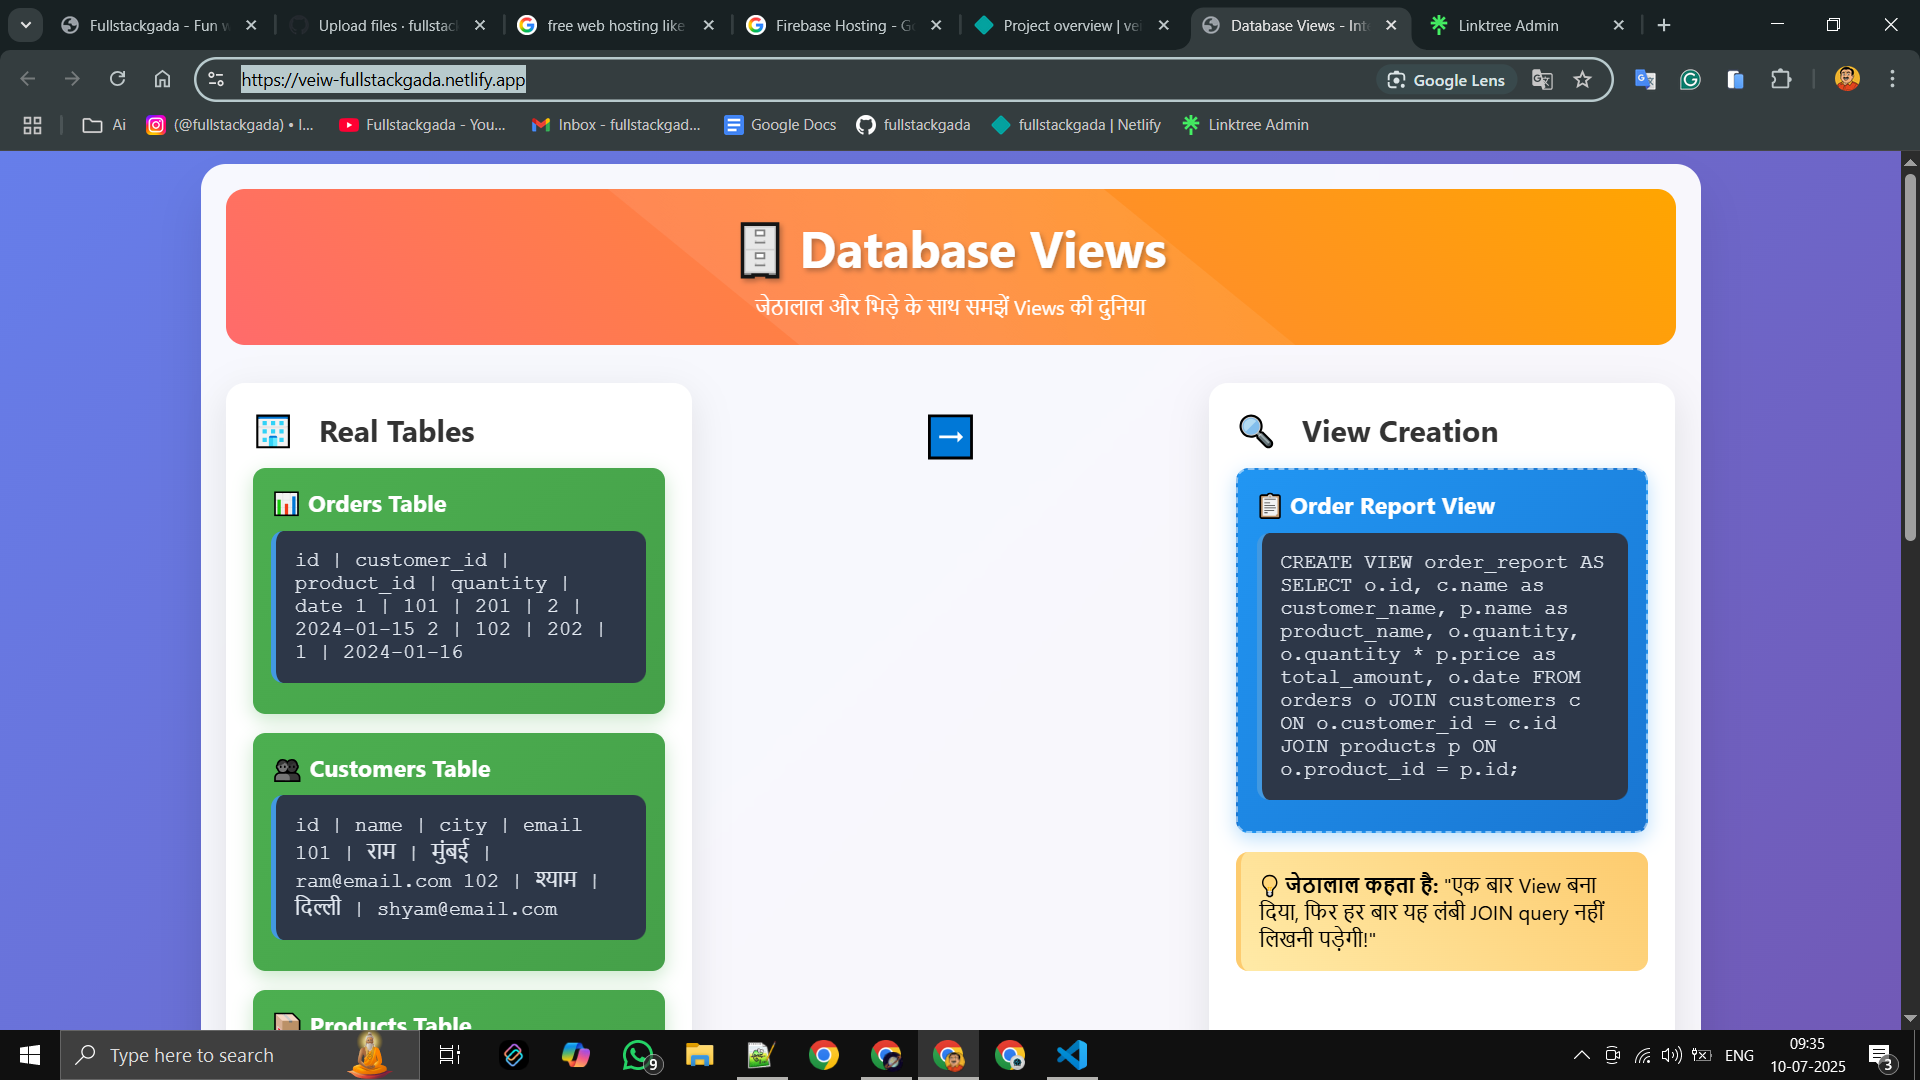 Fullstackgada - Fun w
Upload files · fullstack
free web hosting like
Firebase Hosting - Go
Project overview | vei
Database Views - Inte
Linktree Admin
https://veiw-fullstackgada.netlify.app
Google Lens
Ai
(@fullstackgada) • I...
Fullstackgada - You...
Inbox - fullstackgad...
Google Docs
fullstackgada
fullstackgada | Netlify
Linktree Admin
Database Views
जेठालाल और भिड़े के साथ समझें Views की दुनिया
Real Tables
Orders Table
id | customer_id |
product_id | quantity |
date 1 | 101 | 201 | 2 |
2024-01-15 2 | 102 | 202 |
1 | 2024-01-16
Customers Table
id | name | city | email
101 | राम | मुंबई |
ram@email.com 102 | श्याम |
दिल्ली | shyam@email.com
Products Table
View Creation
Order Report View
CREATE VIEW order_report AS
SELECT o.id, c.name as
customer_name, p.name as
product_name, o.quantity,
o.quantity * p.price as
total_amount, o.date FROM
orders o JOIN customers c
ON o.customer_id = c.id
JOIN products p ON
o.product_id = p.id;
जेठालाल कहता है: "एक बार View बना
दिया, फिर हर बार यह लंबी JOIN query नहीं
लिखनी पड़ेगी!"
Type here to search
9
ENG
09:35
10-07-2025
3